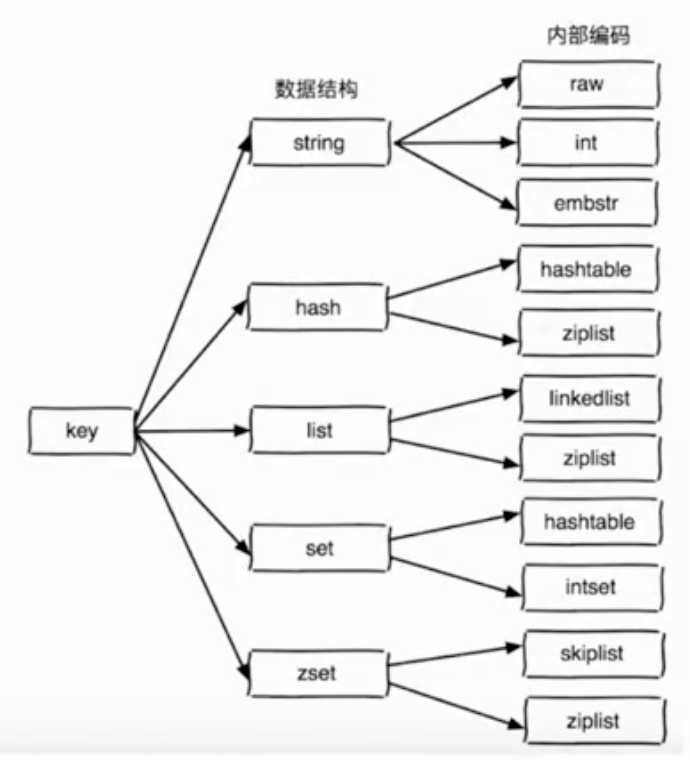 内部编码
数据结构
raw
string
int
embstr
hashtable
hash
ziplist
linkedlist
key
list
ziplist
hashtable
set
intset
skiplist
zset
ziplist